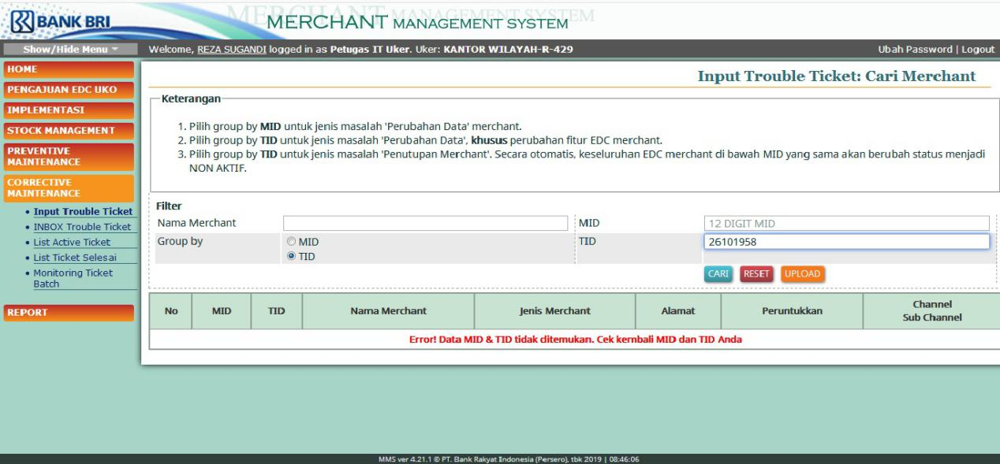 BANK BRI
MERCHANT MANAGEMENT SYSTEM
MERCHANT MANAGEMENT SYSTEM
Show/Hide Menu
Welcome, REZA SUGANDI logged in as Petugas IT Uker. Uker: KANTOR WILAYAH-R-429
Ubah Password | Logout
HOME
PENGAJUAN EDC UKO
IMPLEMENTASI
STOCK MANAGEMENT
PREVENTIVE
MAINTENANCE
CORRECTIVE
MAINTENANCE
• Input Trouble Ticket
• INBOX Trouble Ticket
• List Active Ticket
• List Ticket Selesai
• Monitoring Ticket
Batch
REPORT
Input Trouble Ticket: Cari Merchant
Keterangan
1. Pilih group by MID untuk jenis masalah 'Perubahan Data' merchant.
2. Pilih group by TID untuk jenis masalah 'Perubahan Data', khusus perubahan fitur EDC merchant.
3. Pilih group by TID untuk jenis masalah 'Penutupan Merchant'. Secara otomatis, keseluruhan EDC merchant di bawah MID yang sama akan berubah status menjadi
NON AKTIF.
Filter
Nama Merchant
MID
12 DIGIT MID
Group by
MID
TID
TID
26101958
CARI
RESET
UPLOAD
No
MID
TID
Nama Merchant
Jenis Merchant
Alamat
Peruntukkan
Channel
Sub Channel
Error! Data MID & TID tidak ditemukan. Cek kembali MID dan TID Anda
MMS ver 4.21.1 © PT. Bank Rakyat Indonesia (Persero), tbk 2019 | 08:46:06